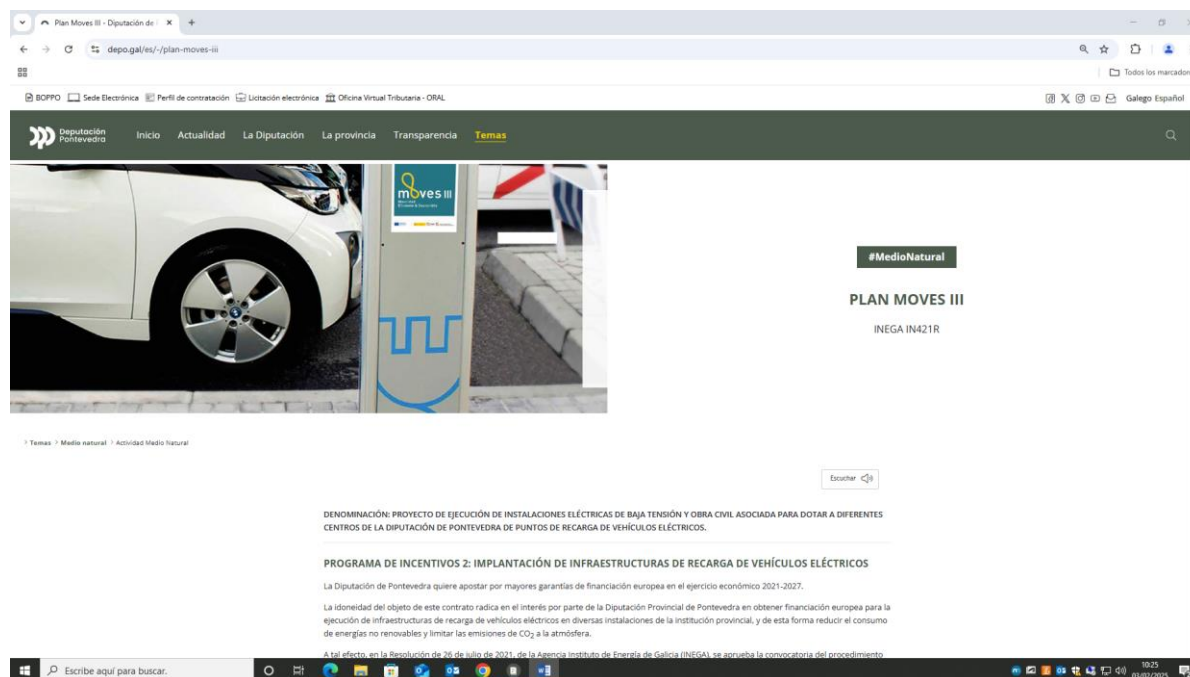 Plan Moves III - Diputación de
depo.gal/es/-/plan-moves-iii
Todos los marcadores
BOPPO Sede Electrónica Perfil de contratación Licitación electrónica Oficina Virtual Tributaria - ORAL Galego Español
Deputación Pontevedra Inicio Actualidad La Diputación La provincia Transparencia Temas
moves III
#MedioNatural
PLAN MOVES III
INEGA IN421R
> Temas > Medio natural > Actividad Medio Natural
Escuchar
DENOMINACIÓN: PROYECTO DE EJECUCIÓN DE INSTALACIONES ELÉCTRICAS DE BAJA TENSIÓN Y OBRA CIVIL ASOCIADA PARA DOTAR A DIFERENTES
CENTROS DE LA DIPUTACIÓN DE PONTEVEDRA DE PUNTOS DE RECARGA DE VEHÍCULOS ELÉCTRICOS.
PROGRAMA DE INCENTIVOS 2: IMPLANTACIÓN DE INFRAESTRUCTURAS DE RECARGA DE VEHÍCULOS ELÉCTRICOS
La Diputación de Pontevedra quiere apostar por mayores garantías de financiación europea en el ejercicio económico 2021-2027.
La idoneidad del objeto de este contrato radica en el interés por parte de la Diputación Provincial de Pontevedra en obtener financiación europea para la
ejecución de infraestructuras de recarga de vehículos eléctricos en diversas instalaciones de la institución provincial, y de esta forma reducir el consumo
de energías no renovables y limitar las emisiones de CO₂ a la atmósfera.
A tal efecto, en la Resolución de 26 de julio de 2021, de la Agencia Instituto de Energía de Galicia (INEGA), se aprueba la convocatoria del procedimiento
Escribe aquí para buscar.
10:25
03/02/2025